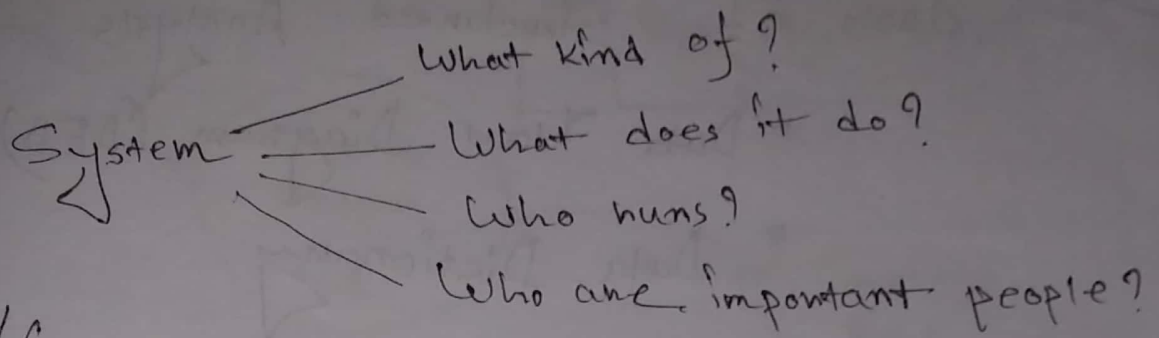 What kind of?
System
What does it do?
Who runs?
Who are important people?